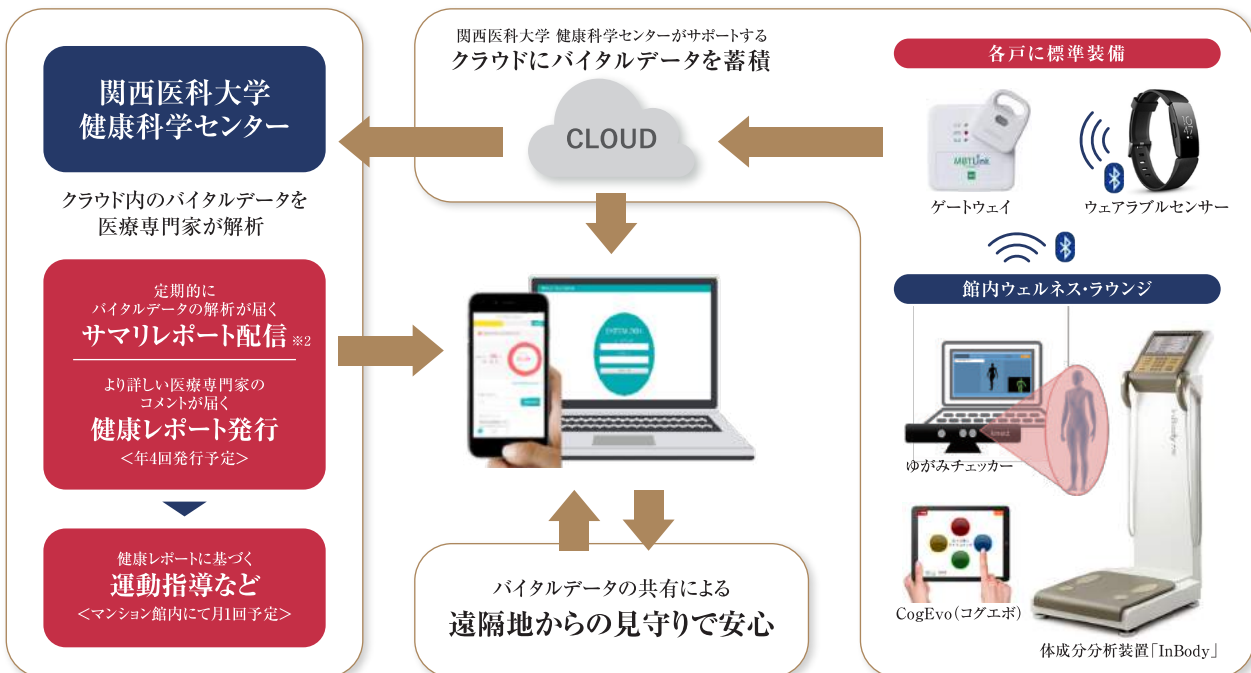 関西医科大学
健康科学センター
クラウド内のバイタルデータを
医療専門家が解析
定期的に
バイタルデータの解析が届く
サマリレポート配信 ※2
より詳しい医療専門家の
コメントが届く
健康レポート発行
<年4回発行予定>
健康レポートに基づく
運動指導など
<マンション館内にて月1回予定>
関西医科大学 健康科学センターがサポートする
クラウドにバイタルデータを蓄積
CLOUD
バイタルデータの共有による
遠隔地からの見守りで安心
各戸に標準装備
MBTLink
ゲートウェイ
ウェアラブルセンサー
館内ウェルネス・ラウンジ
ゆがみチェッカー
InBody
CogEvo(コグエボ)
体成分分析装置「InBody」